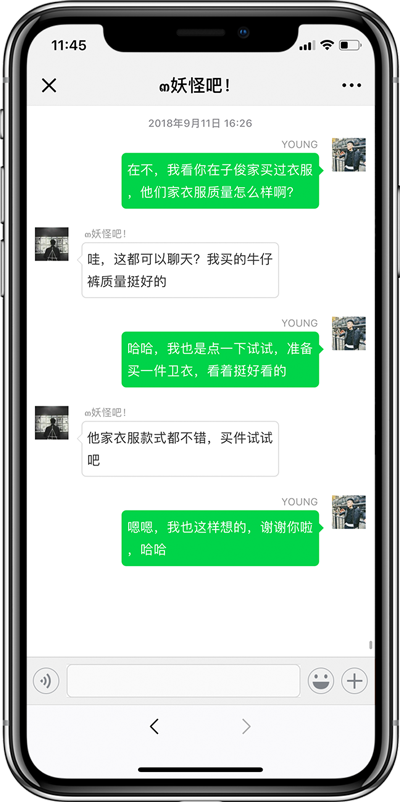 11:45
ო妖怪吧！
2018年9月11日 16:26
YOUNG
在不，我看你在子俊家买过衣服
，他们家衣服质量怎么样啊？
ო妖怪吧！
哇，这都可以聊天？我买的牛仔
裤质量挺好的
YOUNG
哈哈，我也是点一下试试，准备
买一件卫衣，看着挺好看的
ო妖怪吧！
他家衣服款式都不错，买件试试
吧
YOUNG
嗯嗯，我也这样想的，谢谢你啦
，哈哈